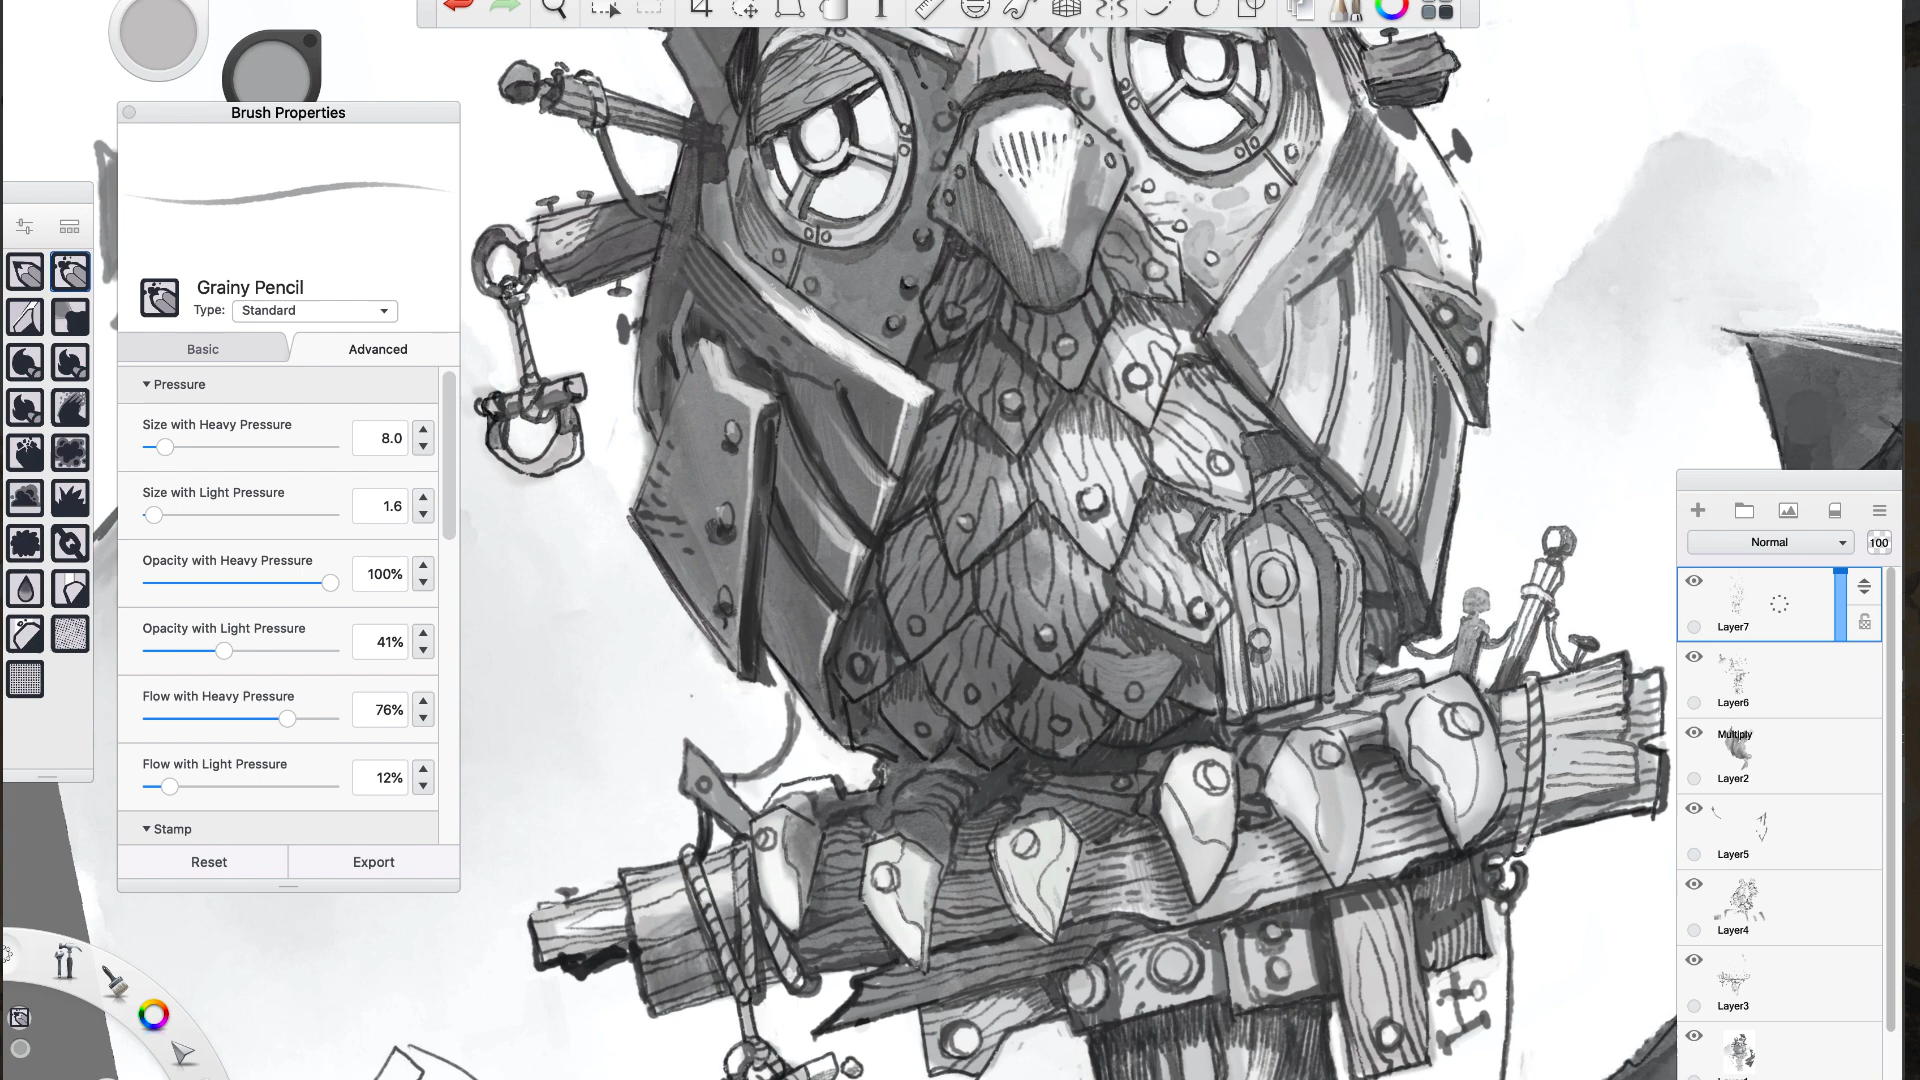 Brush Properties
Grainy Pencil
Type: Standard
Basic Advanced
Pressure
Size with Heavy Pressure 8.0
Size with Light Pressure 1.6
Opacity with Heavy Pressure 100%
Opacity with Light Pressure 41%
Flow with Heavy Pressure 76%
Flow with Light Pressure 12%
Stamp
Reset Export
Normal 100
Layer7
Layer6
Multiply
Layer2
Layer5
Layer4
Layer3